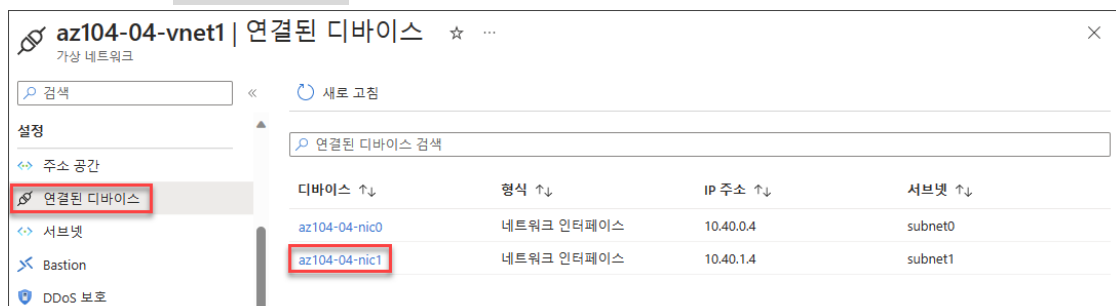 az104-04-vnet1 | 연결된 디바이스
가상 네트워크
검색
새로 고침
설정
연결된 디바이스 검색
주소 공간
디바이스 형식 IP 주소 서브넷
연결된 디바이스
az104-04-nic0 네트워크 인터페이스 10.40.0.4 subnet0
서브넷
az104-04-nic1 네트워크 인터페이스 10.40.1.4 subnet1
Bastion
DDoS 보호